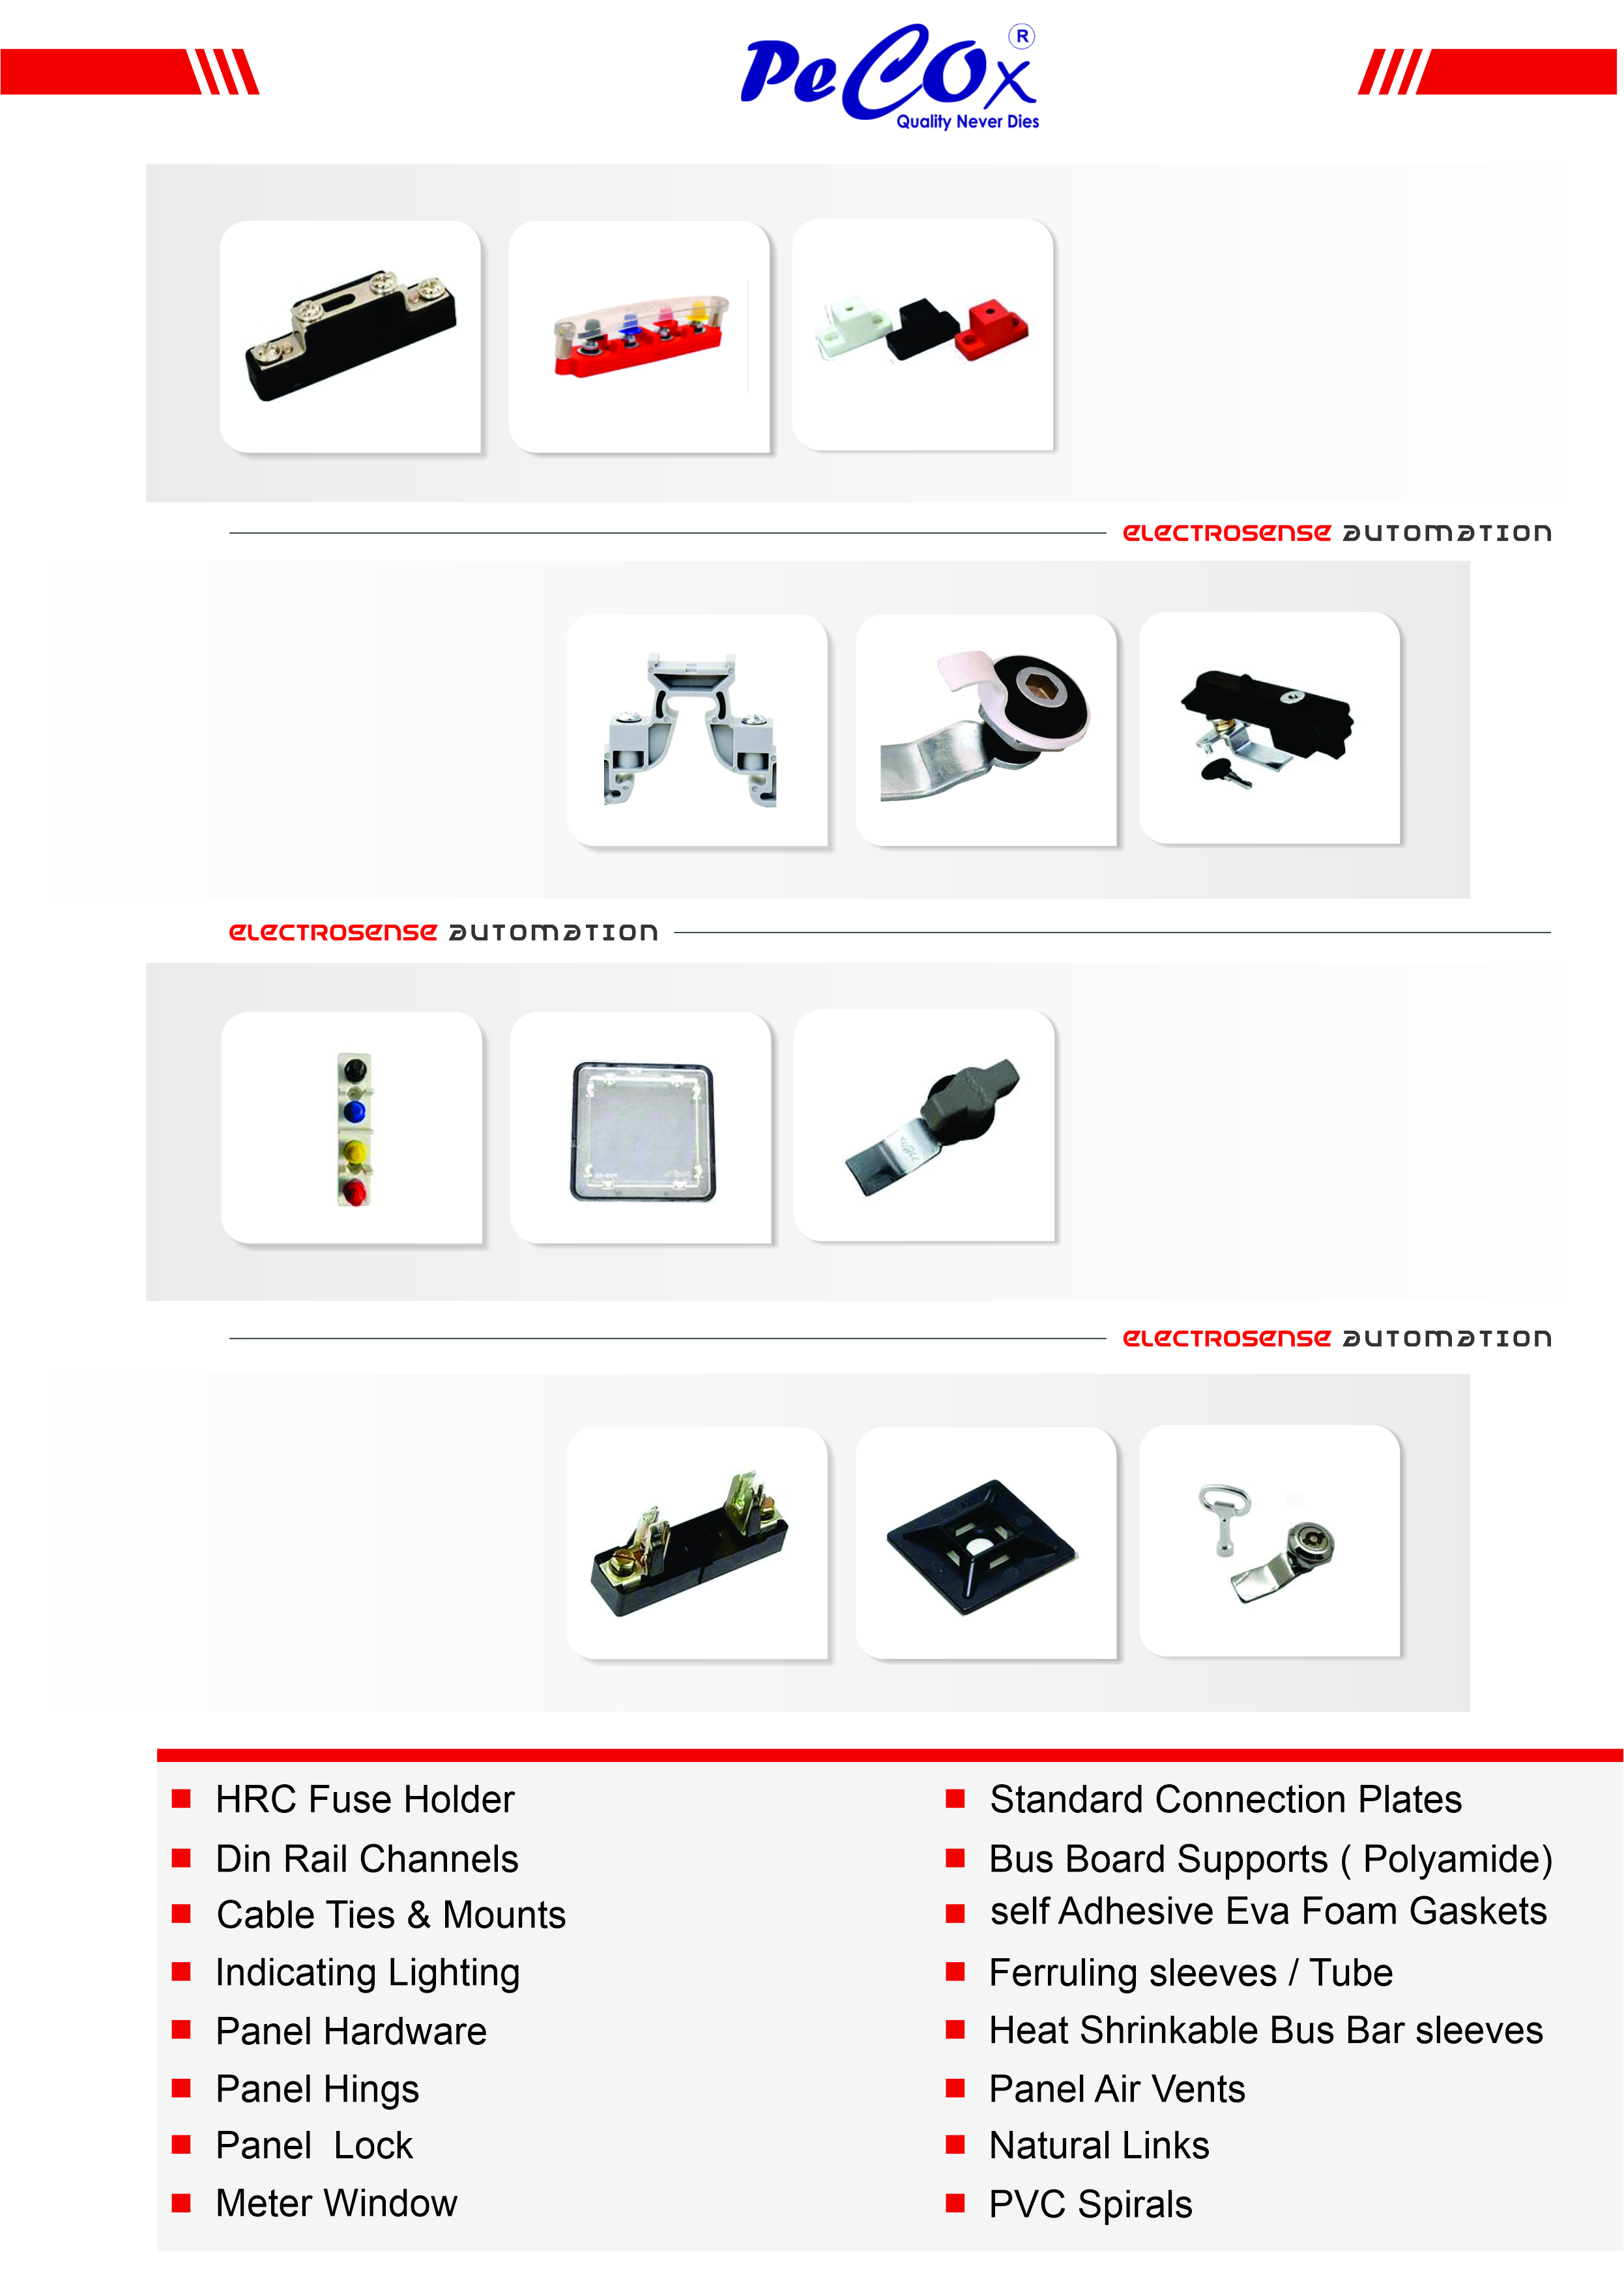 PeCOx ®
Quality Never Dies
ELECTROSENSE AUTOMATION
ELECTROSENSE AUTOMATION
ELECTROSENSE AUTOMATION
HRC Fuse Holder
Din Rail Channels
Cable Ties & Mounts
Indicating Lighting
Panel Hardware
Panel Hings
Panel Lock
Meter Window
Standard Connection Plates
Bus Board Supports ( Polyamide)
self Adhesive Eva Foam Gaskets
Ferruling sleeves / Tube
Heat Shrinkable Bus Bar sleeves
Panel Air Vents
Natural Links
PVC Spirals